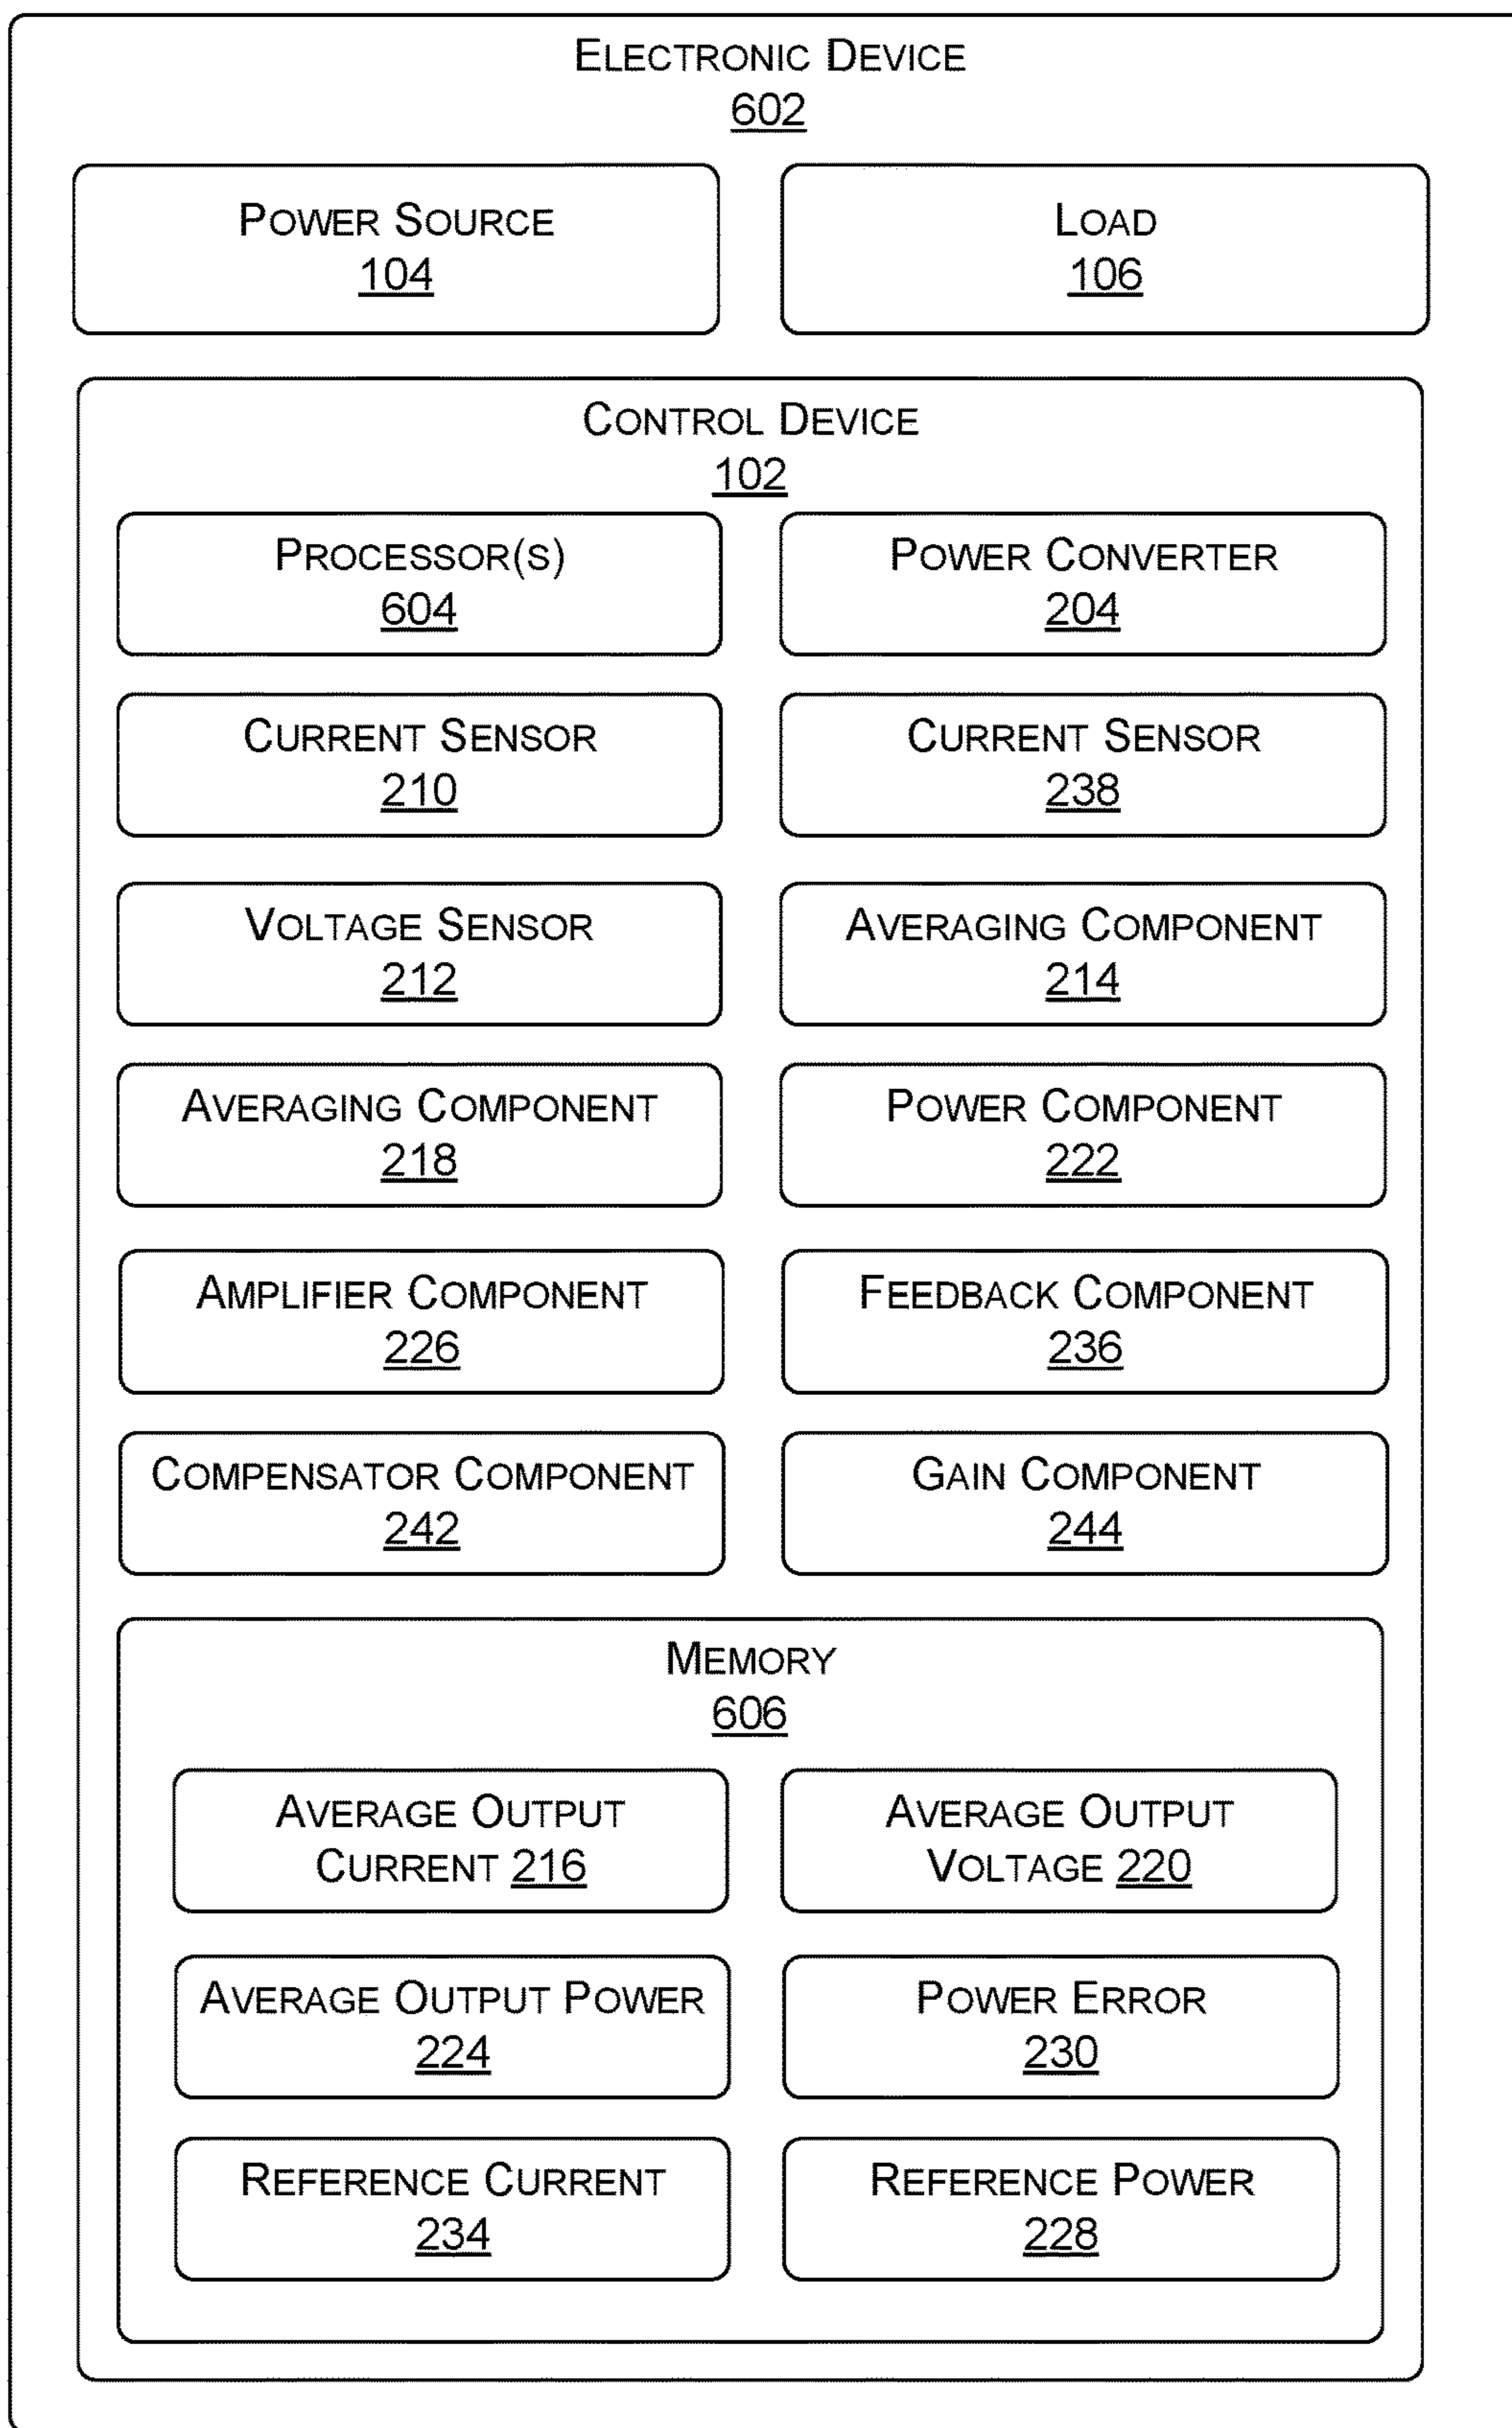 ELECTRONIC DEVICE
602
POWER SOURCE
104
LOAD
106
CONTROL DEVICE
102
PROCESSOR(S)
604
POWER CONVERTER
204
CURRENT SENSOR
210
CURRENT SENSOR
238
VOLTAGE SENSOR
212
AVERAGING COMPONENT
214
AVERAGING COMPONENT
218
POWER COMPONENT
222
AMPLIFIER COMPONENT
226
FEEDBACK COMPONENT
236
COMPENSATOR COMPONENT
242
GAIN COMPONENT
244
MEMORY
606
AVERAGE OUTPUT
CURRENT 216
AVERAGE OUTPUT
VOLTAGE 220
AVERAGE OUTPUT POWER
224
POWER ERROR
230
REFERENCE CURRENT
234
REFERENCE POWER
228